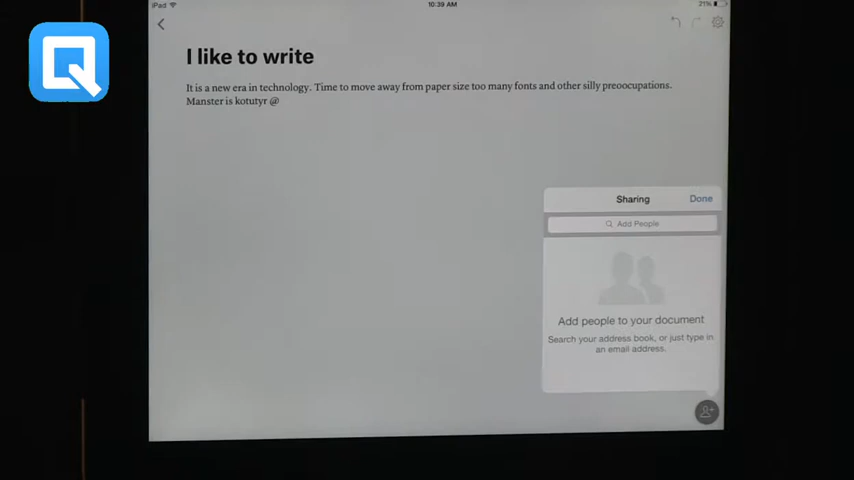 iPad
10:39 AM
21%
I like to write
It is a new era in technology. Time to move away from paper size too many fonts and other silly preoocupations.
Manster is kotutyr @
Sharing
Done
Add People
Add people to your document
Search your address book, or just type in
an email address.